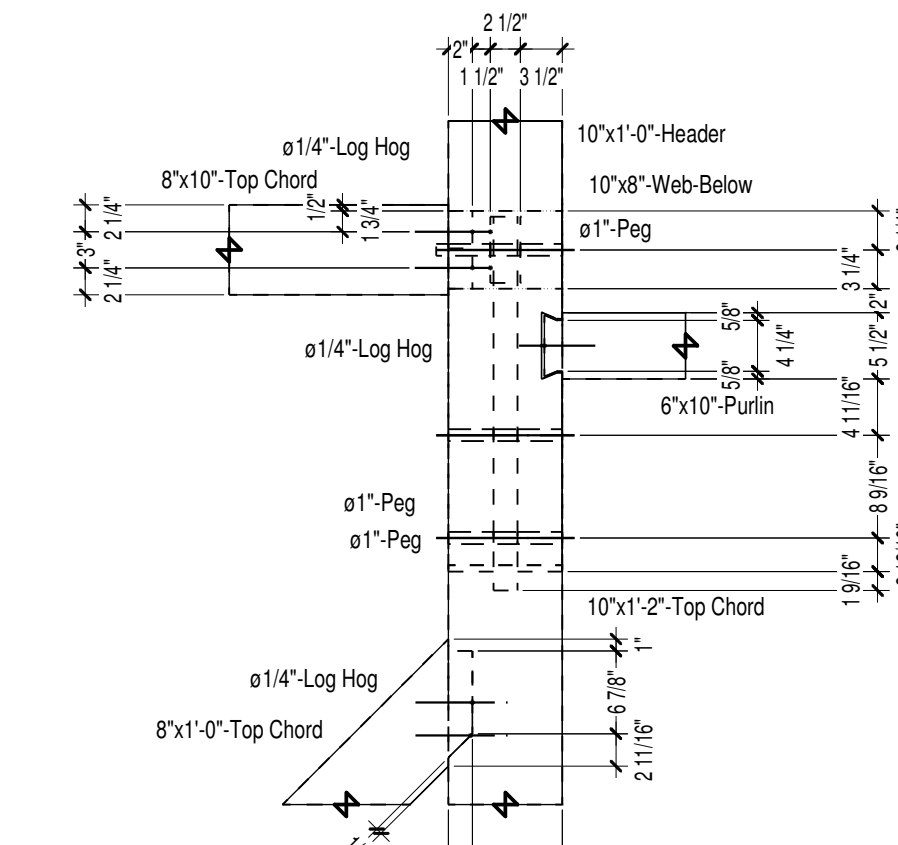 2 1/2"
2"
1 1/2"
3 1/2"
10"x1'-0"-Header
ø1/4"-Log Hog
8"x10"-Top Chord
10"x8"-Web-Below
1/2"
1 3/4"
2 1/4"
3"
2 1/4"
ø1"-Peg
3 1/4"
2"
5/8"
4 1/4"
5 1/2"
5/8"
ø1/4"-Log Hog
6"x10"-Purlin
4 11/16"
8 9/16"
ø1"-Peg
ø1"-Peg
1 9/16"
10"x1'-2"-Top Chord
1"
ø1/4"-Log Hog
6 7/8"
8"x1'-0"-Top Chord
2 11/16"